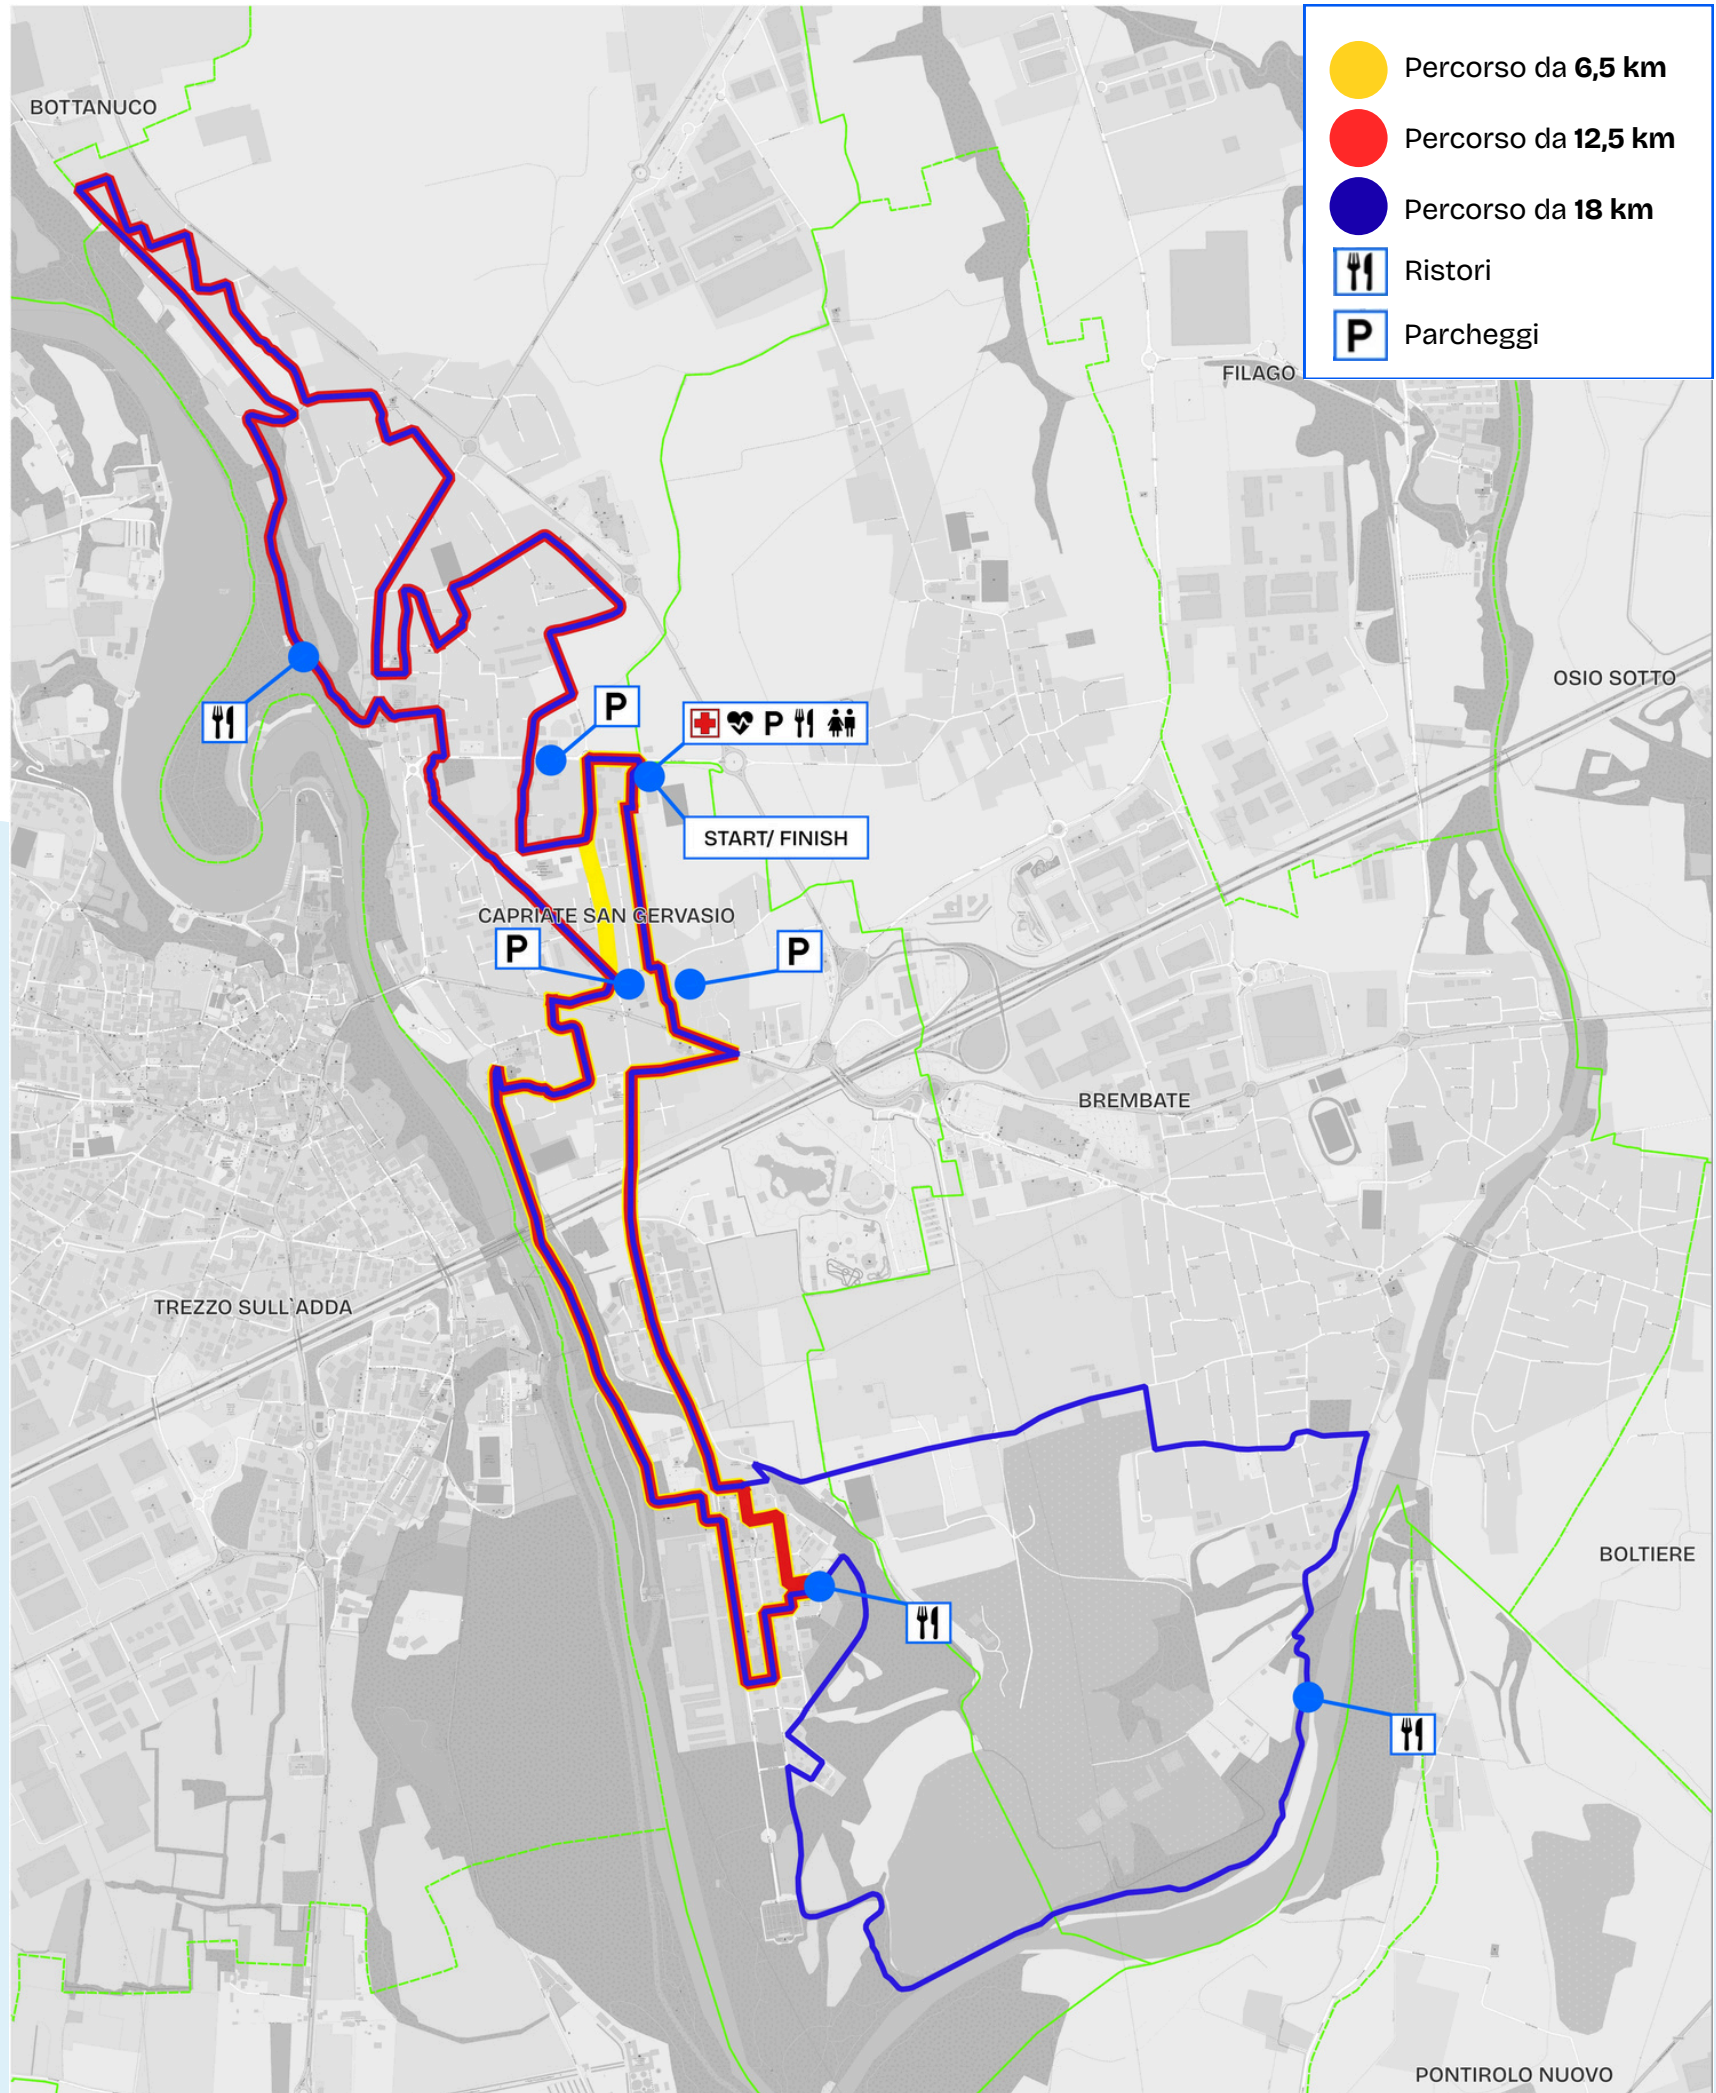 Percorso da 6,5 km
Percorso da 12,5 km
Percorso da 18 km
Ristori
P Parcheggi
BOTTANUCO
FILAGO
OSIO SOTTO
P
P
START/ FINISH
CAPRIATE SAN GERVASIO
P
P
BREMBATE
TREZZO SULL`ADDA
BOLTIERE
PONTIROLO NUOVO